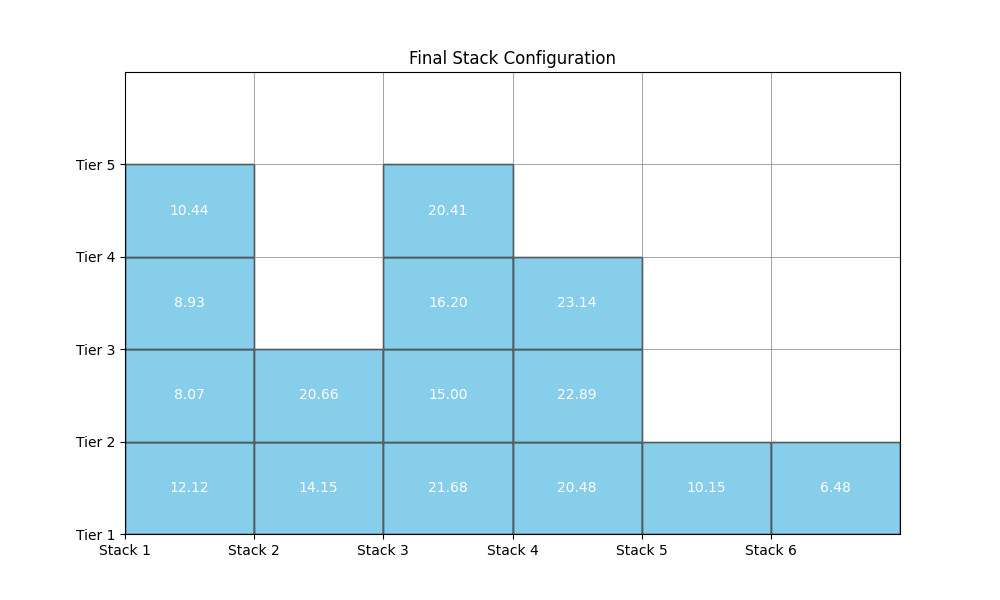 Final Stack Configuration
Tier 5
10.44 20.41
Tier 4
8.93 16.20 23.14
Tier 3
8.07 20.66 15.00 22.89
Tier 2
12.12 14.15 21.68 20.48 10.15 6.48
Tier 1
Stack 1 Stack 2 Stack 3 Stack 4 Stack 5 Stack 6